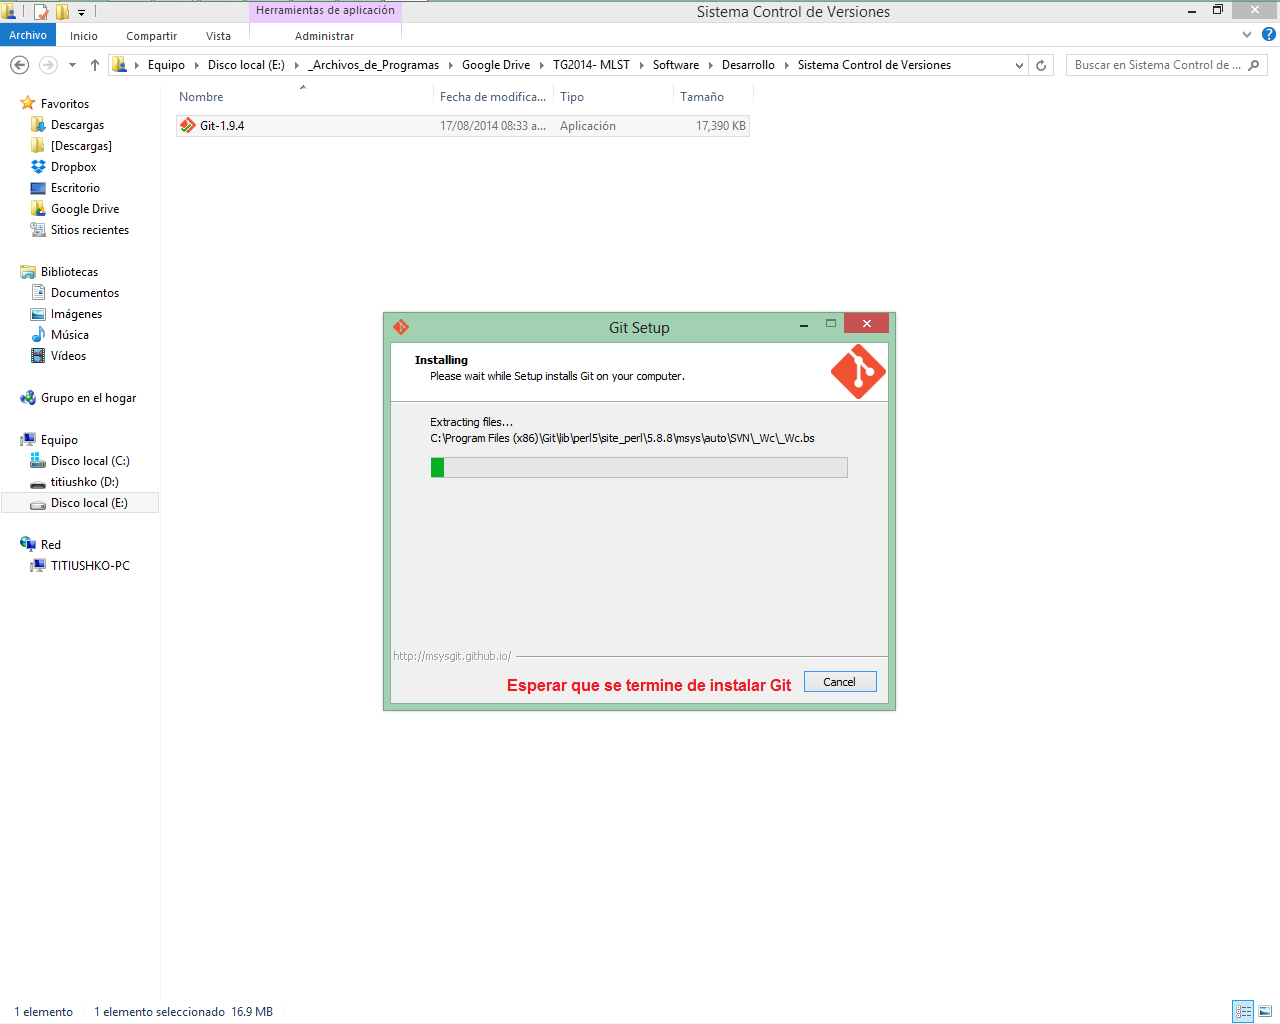 Herramientas de aplicación
Sistema Control de Versiones
Archivo Inicio Compartir Vista Administrar
Equipo Disco local (E:) _Archivos_de_Programas Google Drive TG2014- MLST Software Desarrollo Sistema Control de Versiones
Buscar en Sistema Control de ...
Nombre Fecha de modifica... Tipo Tamaño
Git-1.9.4 17/08/2014 08:33 a... Aplicación 17,390 KB
Favoritos
Descargas
[Descargas]
Dropbox
Escritorio
Google Drive
Sitios recientes
Bibliotecas
Documentos
Imágenes
Música
Vídeos
Grupo en el hogar
Equipo
Disco local (C:)
titiushko (D:)
Disco local (E:)
Red
TITIUSHKO-PC
Git Setup
Installing
Please wait while Setup installs Git on your computer.
Extracting files...
C:\Program Files (x86)\Git\lib\perl5\site_perl\5.8.8\msys\auto\SVN\_Wc\_Wc.bs
http://msysgit.github.io/
Esperar que se termine de instalar Git
Cancel
1 elemento 1 elemento seleccionado 16.9 MB